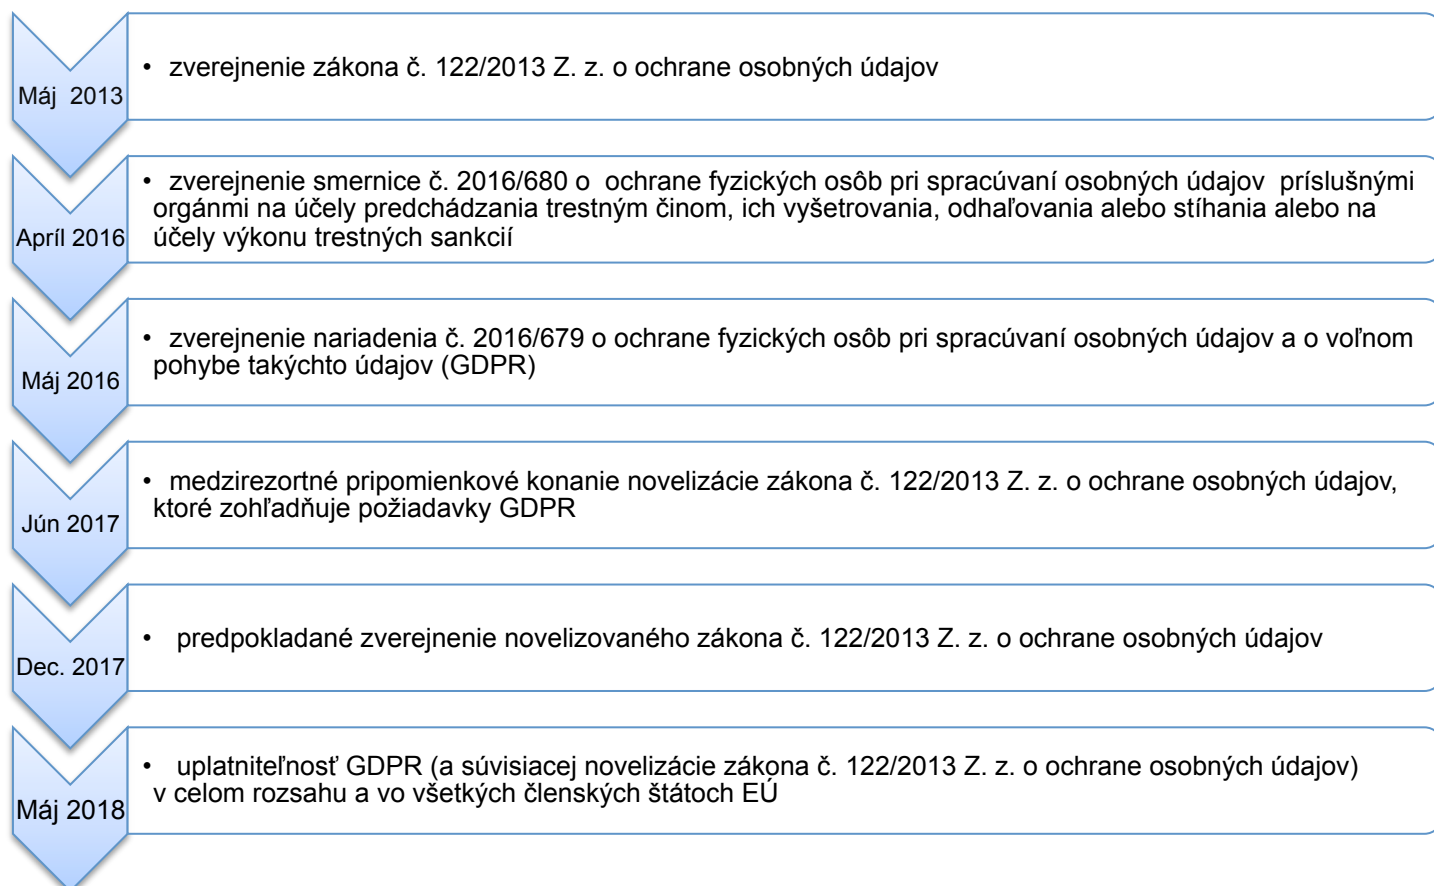 Máj 2013
• zverejnenie zákona č. 122/2013 Z. z. o ochrane osobných údajov
Apríl 2016
• zverejnenie smernice č. 2016/680 o ochrane fyzických osôb pri spracúvaní osobných údajov príslušnými
orgánmi na účely predchádzania trestným činom, ich vyšetrovania, odhaľovania alebo stíhania alebo na
účely výkonu trestných sankcií
Máj 2016
• zverejnenie nariadenia č. 2016/679 o ochrane fyzických osôb pri spracúvaní osobných údajov a o voľnom
pohybe takýchto údajov (GDPR)
Jún 2017
• medzirezortné pripomienkové konanie novelizácie zákona č. 122/2013 Z. z. o ochrane osobných údajov,
ktoré zohľadňuje požiadavky GDPR
Dec. 2017
• predpokladané zverejnenie novelizovaného zákona č. 122/2013 Z. z. o ochrane osobných údajov
Máj 2018
• uplatniteľnosť GDPR (a súvisiacej novelizácie zákona č. 122/2013 Z. z. o ochrane osobných údajov)
v celom rozsahu a vo všetkých členských štátoch EÚ